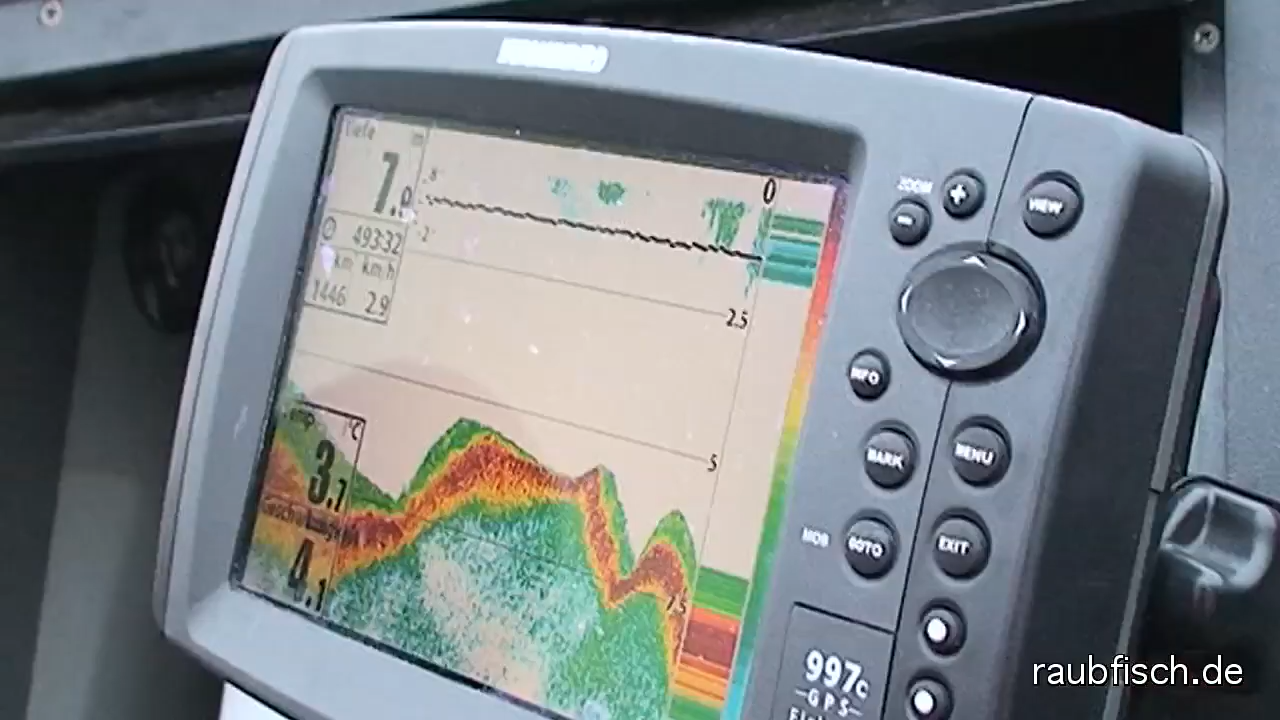 Tiefe m
7.0
493:32
km km/h
1446 2.9
0
2.5
5
7.5
°C
3.7
4.1
ZOOM
+
-
VIEW
INFO
MARK
MENU
MOB
GOTO
EXIT
997c
GPS
raubfisch.de